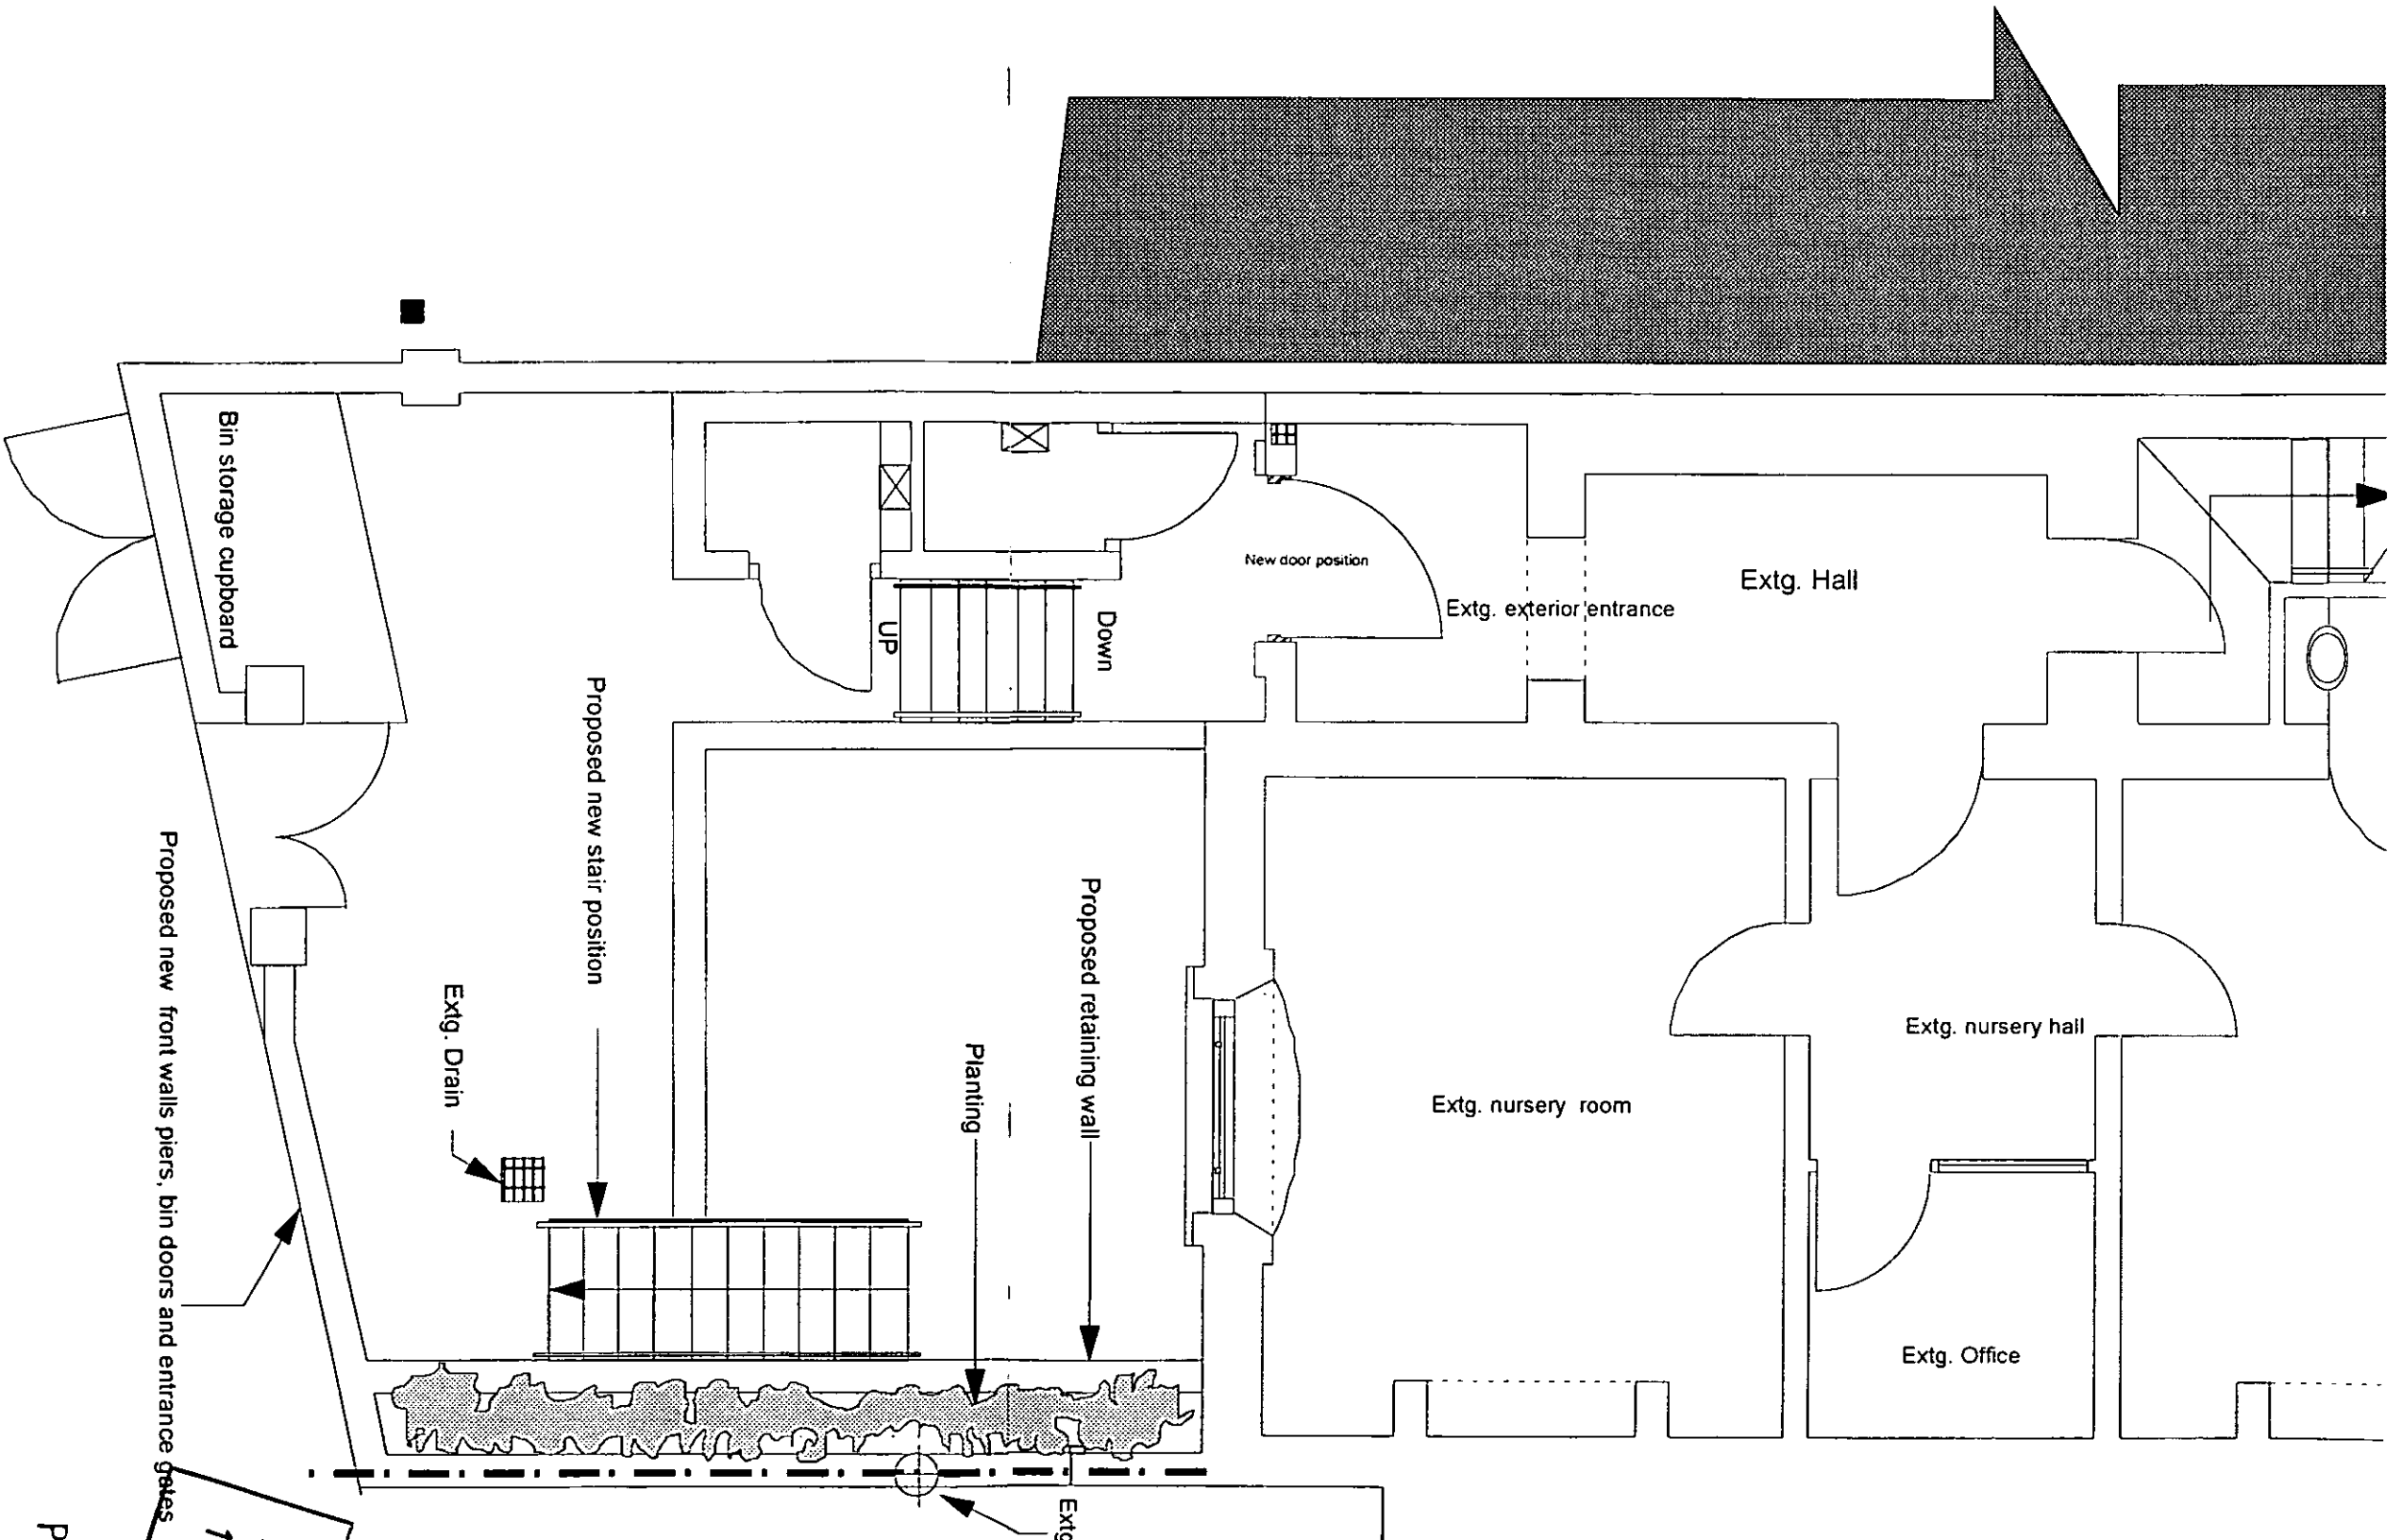 Bin storage cupboard
New door position
Extg. exterior entrance
Extg. Hall
UP
Down
Proposed new stair position
Proposed retaining wall
Planting
Extg. Drain
Extg. nursery hall
Extg. nursery room
Extg. Office
Proposed new front walls piers, bin doors and entrance gates
Extg
P